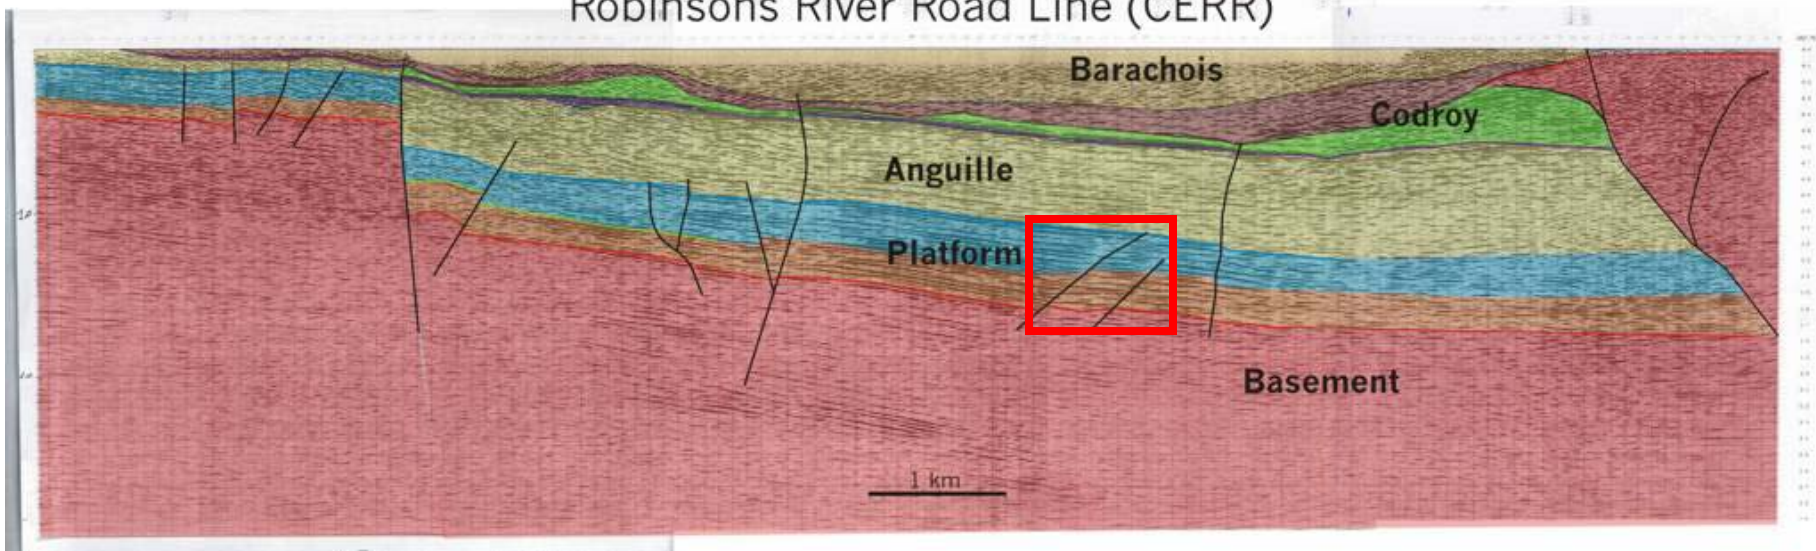 Robinsons River Road Line (CERR)
Barachois
Codroy
Anguille
Platform
Basement
1 km